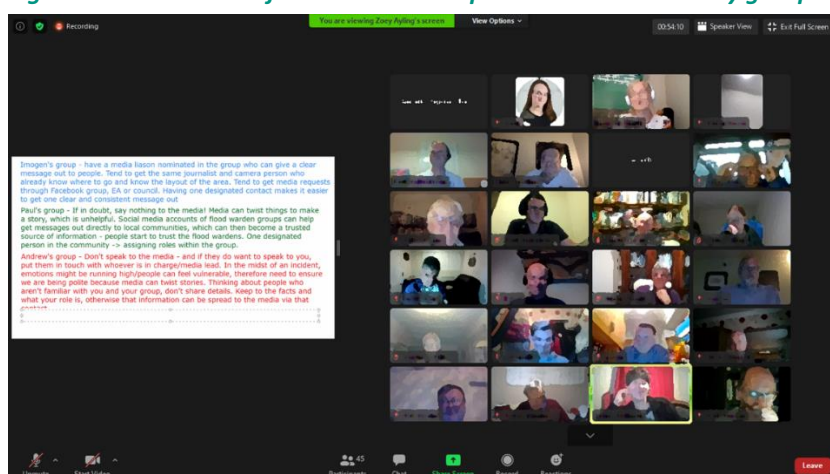 Recording
You are viewing Zoey Ayling's screen
View Options
00:54:10
Speaker View
Exit Full Screen
Imogen's group - have a media liason nominated in the group who can give a clear
message out to people. Tend to get the same journalist and camera person who
already know where to go and know the layout of the area. Tend to get media requests
through Facebook group, EA or council. Having one designated contact makes it easier
to get one clear and consistent message out
Paul's group - If in doubt, say nothing to the media! Media can twist things to make
a story, which is unhelpful. Social media accounts of flood warden groups can help
get messages out directly to local communities, which can then become a trusted
source of information - people start to trust the flood wardens. One designated
person in the community -> assigning roles within the group.
Andrew's group - Don't speak to the media - and if they do want to speak to you,
put them in touch with whoever is in charge/media lead. In the midst of an incident,
emotions might be running high/people can feel vulnerable, therefore need to ensure
we are being polite because media can twist stories. Thinking about people who
aren't familiar with you and your group, don't share details. Keep to the facts and
what your role is, otherwise that information can be spread to the media via that
contact
45
Unmute
Start Video
Participants
Chat
Share Screen
Record
Reactions
Leave